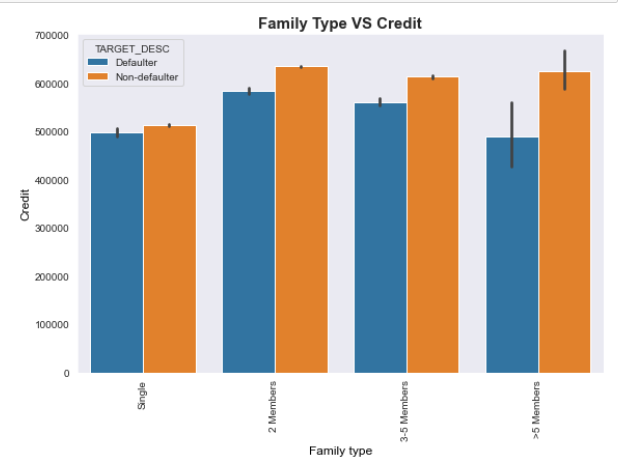 Family Type VS Credit
TARGET_DESC
Defaulter
Non-defaulter
700000
600000
500000
400000
300000
200000
100000
0
Credit
Single
2 Members
3-5 Members
>5 Members
Family type